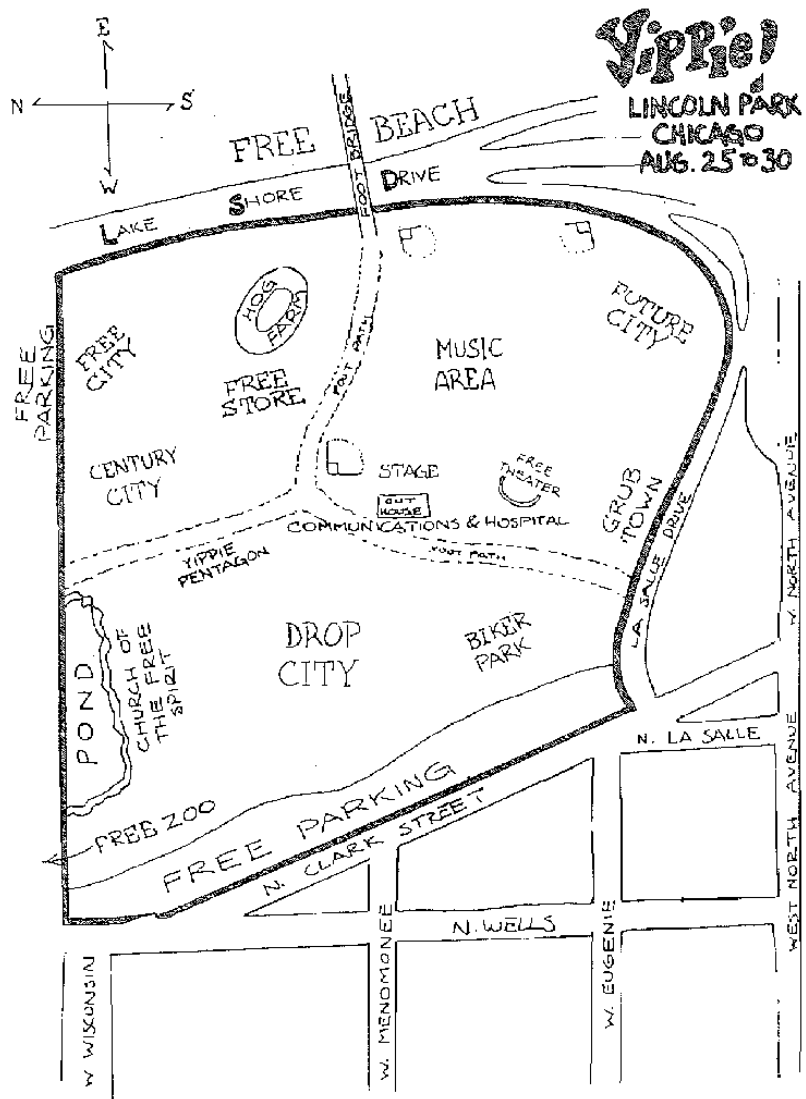 Yippie!
LINCOLN PARK
CHICAGO
AUG. 25 TO 30
E
N
S
W
FREE BEACH
FOOT BRIDGE
LAKE SHORE DRIVE
HOG
FARM
FREE
CITY
FREE
PARKING
FREE
STORE
FOOT PATH
MUSIC
AREA
FUTURE
CITY
CENTURY
CITY
STAGE
FREE
THEATER
OUT
HOUSE
GRUB
TOWN
COMMUNICATIONS & HOSPITAL
FOOT PATH
YIPPIE
PENTAGON
LA SALLE DRIVE
W. NORTH AVENUE
POND
CHURCH OF
THE FREE
SPIRIT
DROP
CITY
BIKER
PARK
N. LA SALLE
FREE ZOO
FREE PARKING
N. CLARK STREET
N. WELLS
WEST NORTH AVENUE
W WISCONSIN
W. MENOMONEE
W. EUGENIE